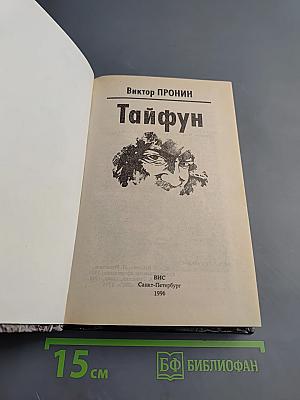 Виктор ПРОНИН
Тайфун
ВИС
Санкт-Петербург
1996
15 см
БФ БИБЛИОФАН